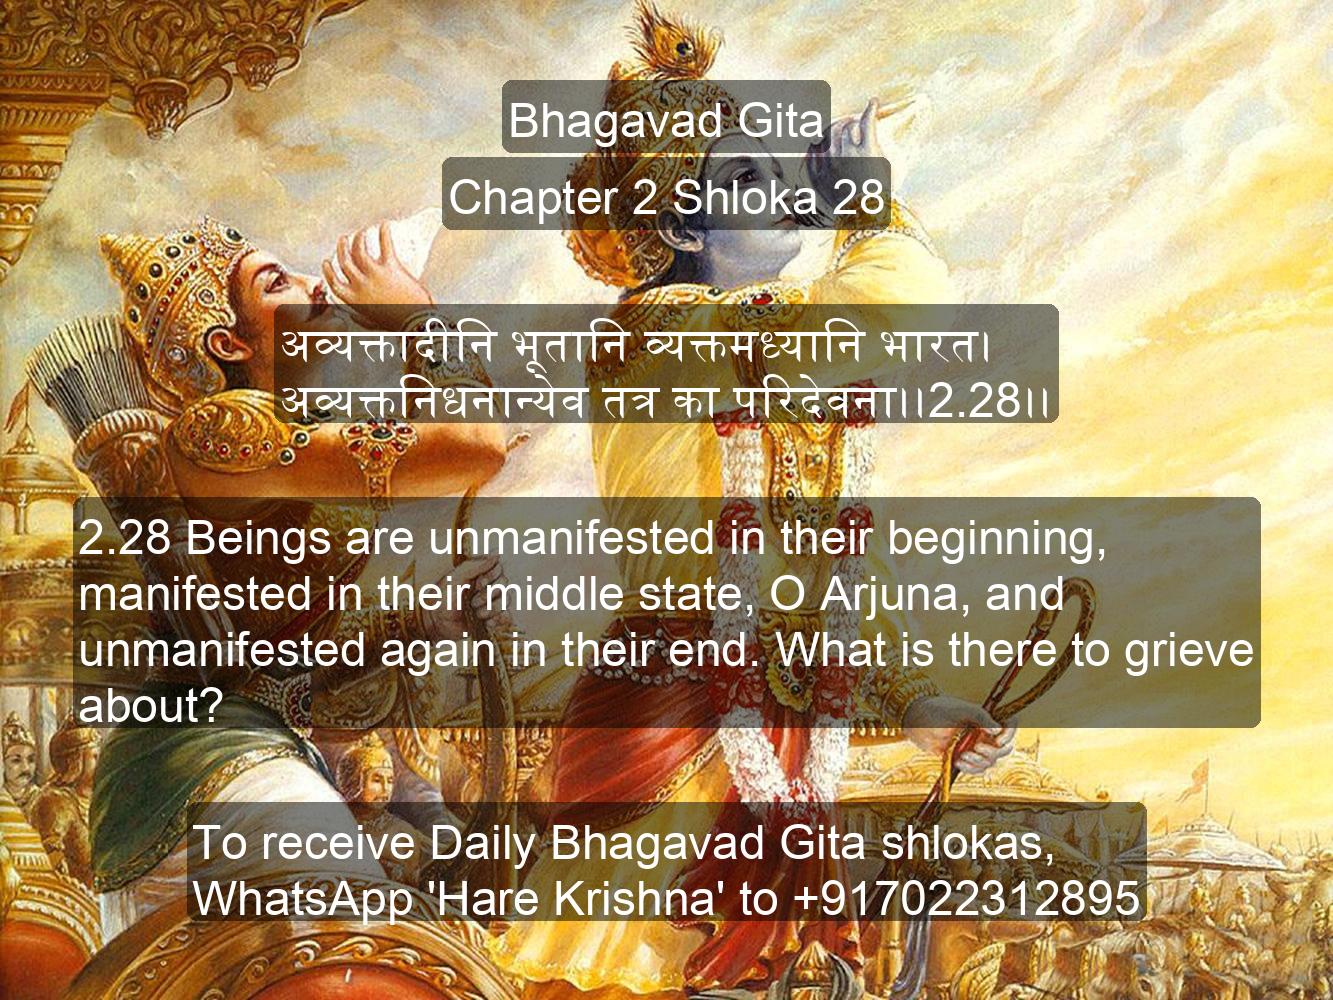 Bhagavad Gita
Chapter 2 Shloka 28
अव्यक्तादीनि भूतानि व्यक्तमध्यानि भारत।
अव्यक्तनिधनान्येव तत्र का परिदेवना।।2.28।।
2.28 Beings are unmanifested in their beginning,
manifested in their middle state, O Arjuna, and
unmanifested again in their end. What is there to grieve
about?
To receive Daily Bhagavad Gita shlokas,
WhatsApp 'Hare Krishna' to +917022312895